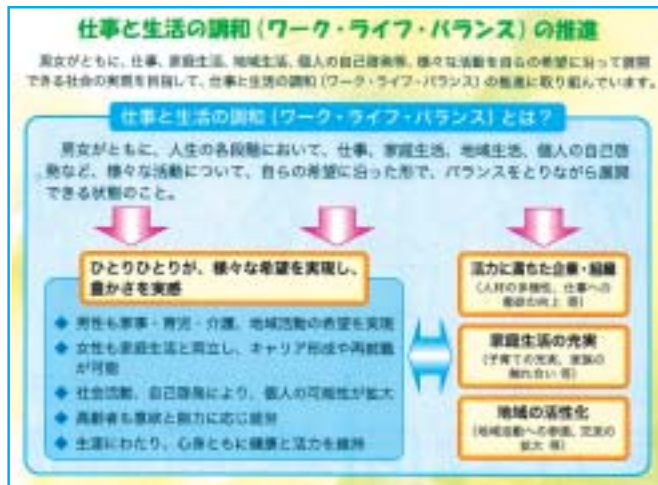 仕事と生活の調和(ワーク・ライフ・バランス)の推進
男女がともに、仕事、家庭生活、地域生活、個人の自己啓発等、様々な活動を自らの希望に沿って展開
できる社会の実現を目指して、仕事と生活の調和(ワーク・ライフ・バランス)の推進に取り組んでいます。
仕事と生活の調和(ワーク・ライフ・バランス)とは?
男女がともに、人生の各段階において、仕事、家庭生活、地域生活、個人の自己啓
発など、様々な活動について、自らの希望に沿った形で、バランスをとりながら展開
できる状態のこと。
ひとりひとりが、様々な希望を実現し、
豊かさを実感
◆ 男性も家事・育児・介護、地域活動の希望を実現
◆ 女性も家庭生活と両立し、キャリア形成や再就職
が可能
◆ 社会活動、自己啓発により、個人の可能性が拡大
◆ 高齢者も意欲と能力に応じ就労
◆ 生涯にわたり、心身ともに健康と活力を維持
活力に満ちた企業・組織
(人材の多様性、仕事への
意欲の向上 等)
家庭生活の充実
(子育ての充実、家族の
触れ合い 等)
地域の活性化
(地域活動への参画、交流の
拡大 等)